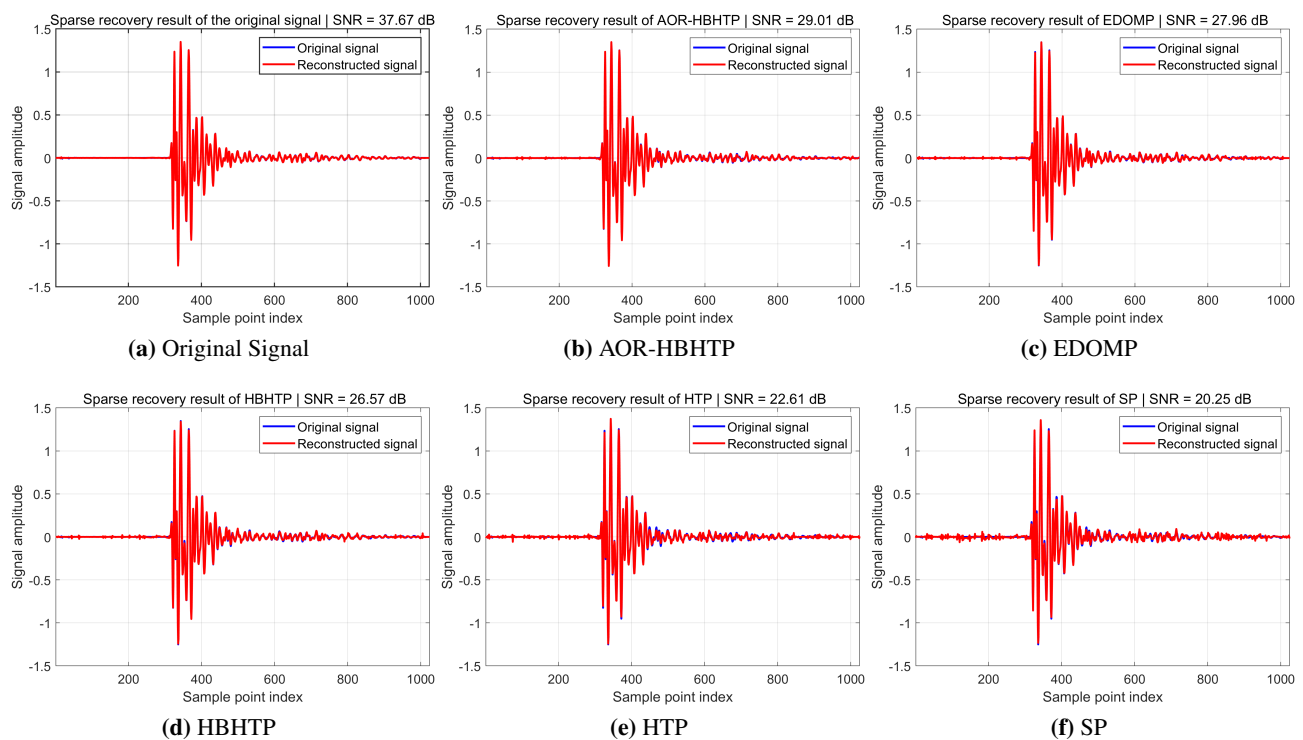 Sparse recovery result of the original signal | SNR = 37.67 dB
1.5
1
0.5
0
-0.5
-1
-1.5
Signal amplitude
Original signal
Reconstructed signal
200
400
600
800
1000
Sample point index
(a) Original Signal
Sparse recovery result of AOR-HBHTP | SNR = 29.01 dB
1.5
1
0.5
0
-0.5
-1
-1.5
Signal amplitude
Original signal
Reconstructed signal
200
400
600
800
1000
Sample point index
(b) AOR-HBHTP
Sparse recovery result of EDOMP | SNR = 27.96 dB
1.5
1
0.5
0
-0.5
-1
-1.5
Signal amplitude
Original signal
Reconstructed signal
200
400
600
800
1000
Sample point index
(c) EDOMP
Sparse recovery result of HBHTP | SNR = 26.57 dB
1.5
1
0.5
0
-0.5
-1
-1.5
Signal amplitude
Original signal
Reconstructed signal
200
400
600
800
1000
Sample point index
(d) HBHTP
Sparse recovery result of HTP | SNR = 22.61 dB
1.5
1
0.5
0
-0.5
-1
-1.5
Signal amplitude
Original signal
Reconstructed signal
200
400
600
800
1000
Sample point index
(e) HTP
Sparse recovery result of SP | SNR = 20.25 dB
1.5
1
0.5
0
-0.5
-1
-1.5
Signal amplitude
Original signal
Reconstructed signal
200
400
600
800
1000
Sample point index
(f) SP